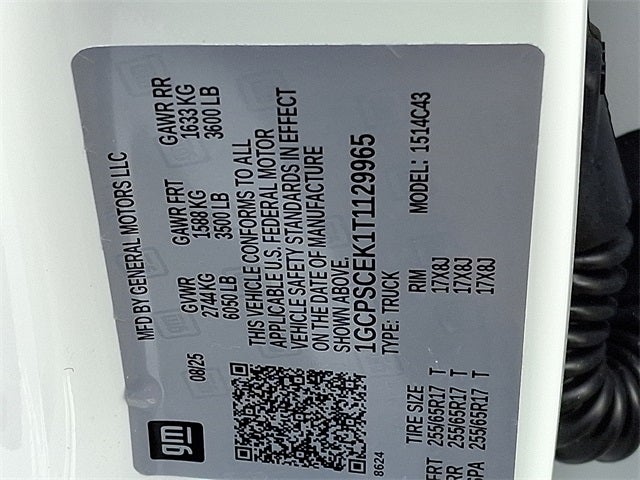 gm
MFD BY GENERAL MOTORS LLC
08/25
GVWR GAWR FRT GAWR RR
2744KG 1588 KG 1633 KG
6050 LB 3500 LB 3600 LB
THIS VEHICLE CONFORMS TO ALL
APPLICABLE U.S. FEDERAL MOTOR
VEHICLE SAFETY STANDARDS IN EFFECT
ON THE DATE OF MANUFACTURE
SHOWN ABOVE.
1GCPSCEK1T1129965
TYPE: TRUCK
MODEL: 1514C43
8624
TIRE SIZE RIM
FRT 255/65R17 T 17X8J
RR 255/65R17 T 17X8J
SPA 255/65R17 T 17X8J